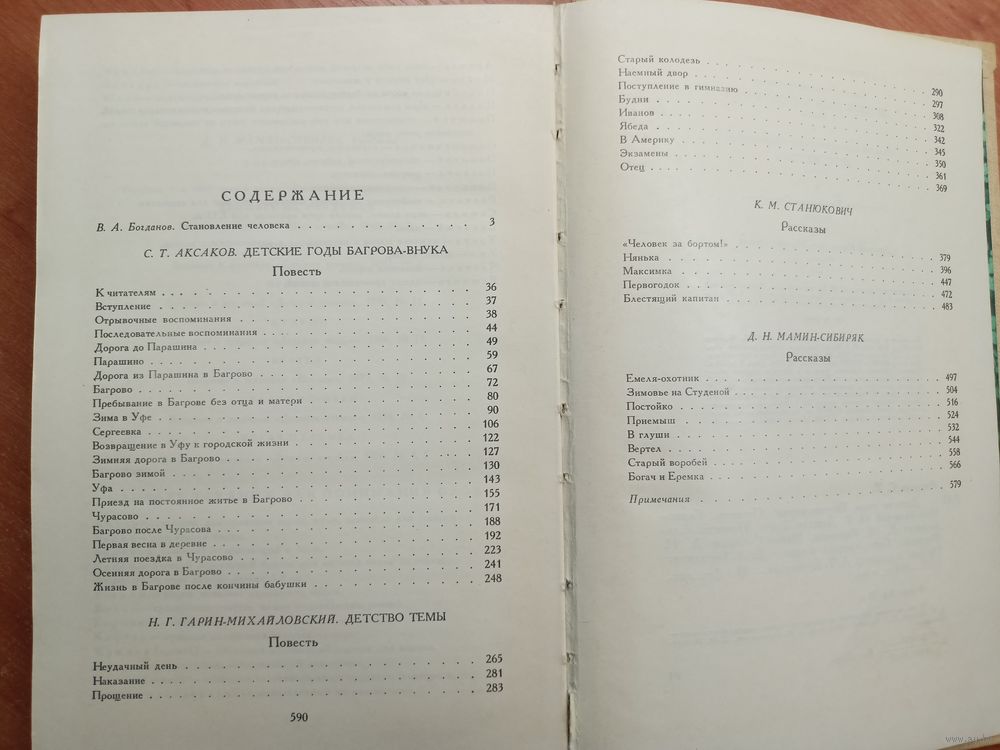 СОДЕРЖАНИЕ
В. А. Богданов. Становление человека 3
С. Т. АКСАКОВ. ДЕТСКИЕ ГОДЫ БАГРОВА-ВНУКА
Повесть
К читателям 36
Вступление 37
Отрывочные воспоминания 38
Последовательные воспоминания 44
Дорога до Парашина 49
Парашино 59
Дорога из Парашина в Багрово 67
Багрово 72
Пребывание в Багрове без отца и матери 80
Зима в Уфе 90
Сергеевка 106
Возвращение в Уфу к городской жизни 122
Зимняя дорога в Багрово 127
Багрово зимой 130
Уфа 143
Приезд на постоянное житье в Багрово 155
Чурасово 171
Багрово после Чурасова 188
Первая весна в деревне 192
Летняя поездка в Чурасово 223
Осенняя дорога в Багрово 241
Жизнь в Багрове после кончины бабушки 248
Н. Г. ГАРИН-МИХАЙЛОВСКИЙ. ДЕТСТВО ТЕМЫ
Повесть
Неудачный день 265
Наказание 281
Прощение 283
590
Старый колодезь 290
Наемный двор 297
Поступление в гимназию 308
Будни 322
Иванов 342
Ябеда 345
В Америку 350
Экзамены 361
Отец 369
К. М. СТАНЮКОВИЧ
Рассказы
«Человек за бортом!» 379
Нянька 396
Максимка 447
Первогодок 472
Блестящий капитан 483
Д. Н. МАМИН-СИБИРЯК
Рассказы
Емеля-охотник 497
Зимовье на Студеной 504
Постойко 516
Приемыш 524
В глуши 532
Вертел 544
Старый воробей 558
Богач и Еремка 566
Примечания 579